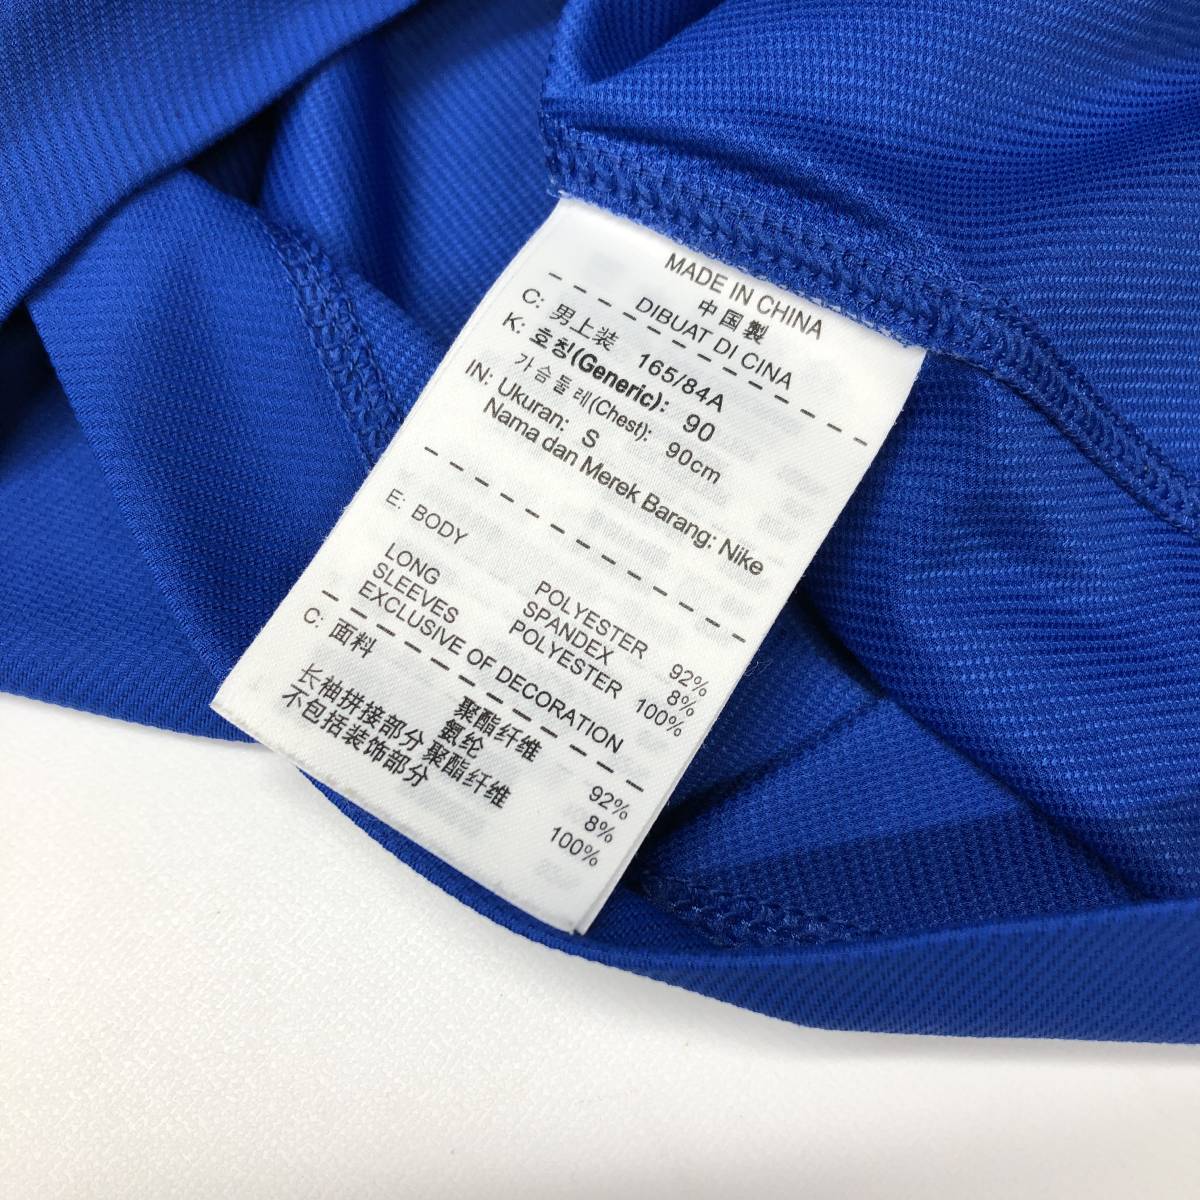 MADE IN CHINA
中国製
DIBUAT DI CINA
C: 男上装 165/84A
K: 호칭(Generic): 90
가슴둘레(Chest): 90cm
IN: Ukuran: S
Nama dan Merek Barang: Nike
E: BODY POLYESTER 92%
SPANDEX 8%
LONG SLEEVES POLYESTER 100%
EXCLUSIVE OF DECORATION
C: 面料 聚酯纤维 92%
氨纶 8%
长袖拼接部分 聚酯纤维 100%
不包括装饰部分